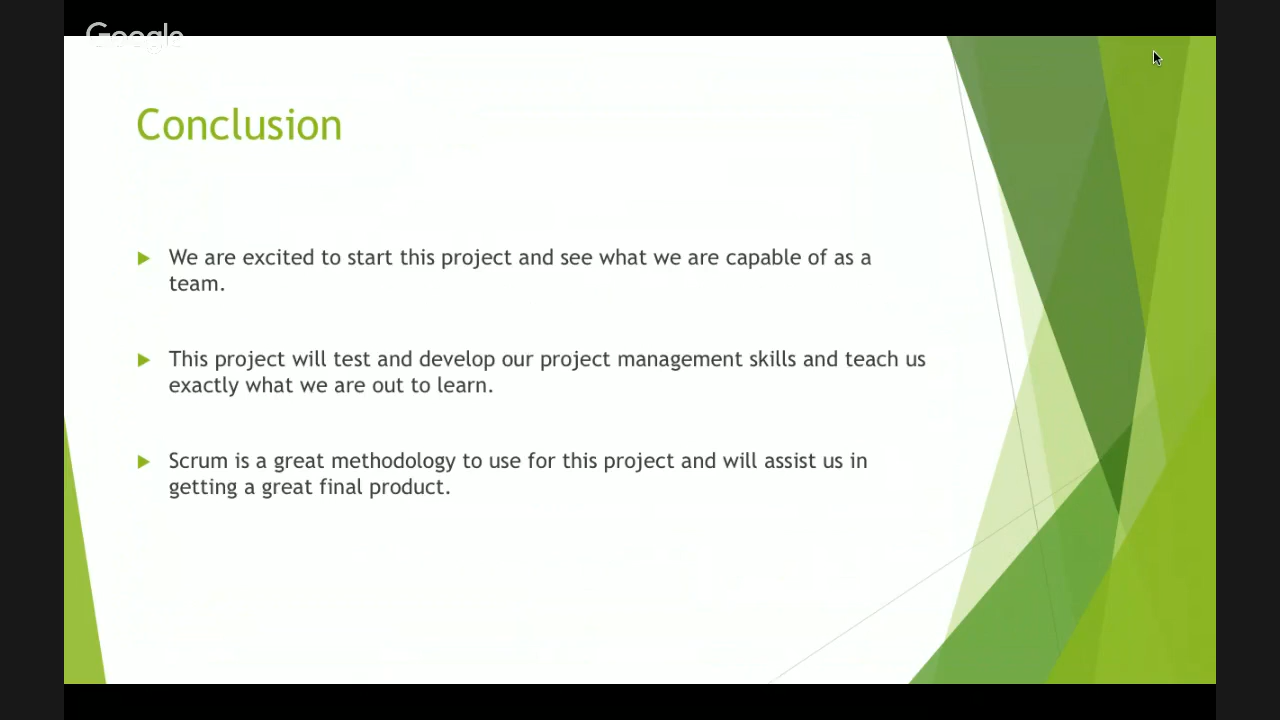 Google
Conclusion
We are excited to start this project and see what we are capable of as a
team.
This project will test and develop our project management skills and teach us
exactly what we are out to learn.
Scrum is a great methodology to use for this project and will assist us in
getting a great final product.